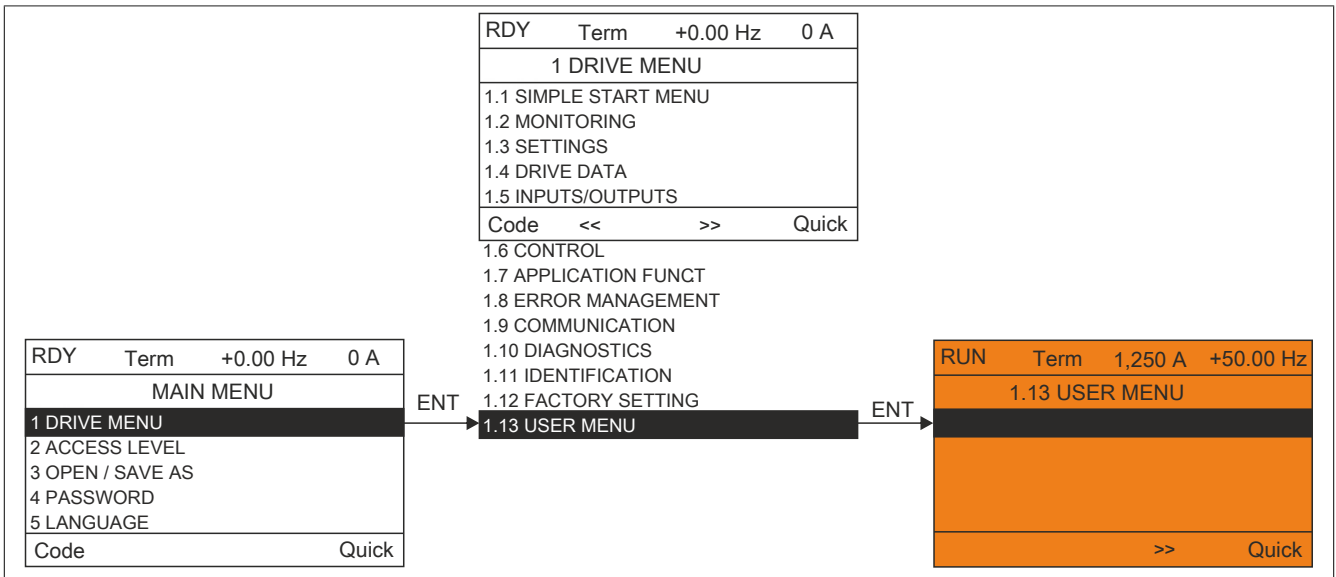 RDY Term +0.00 Hz 0 A
1 DRIVE MENU
1.1 SIMPLE START MENU
1.2 MONITORING
1.3 SETTINGS
1.4 DRIVE DATA
1.5 INPUTS/OUTPUTS
Code << >> Quick
1.6 CONTROL
1.7 APPLICATION FUNCT
1.8 ERROR MANAGEMENT
1.9 COMMUNICATION
1.10 DIAGNOSTICS
1.11 IDENTIFICATION
1.12 FACTORY SETTING
1.13 USER MENU
RDY Term +0.00 Hz 0 A
MAIN MENU
1 DRIVE MENU
2 ACCESS LEVEL
3 OPEN / SAVE AS
4 PASSWORD
5 LANGUAGE
Code Quick
ENT
ENT
RUN Term 1,250 A +50.00 Hz
1.13 USER MENU
>> Quick